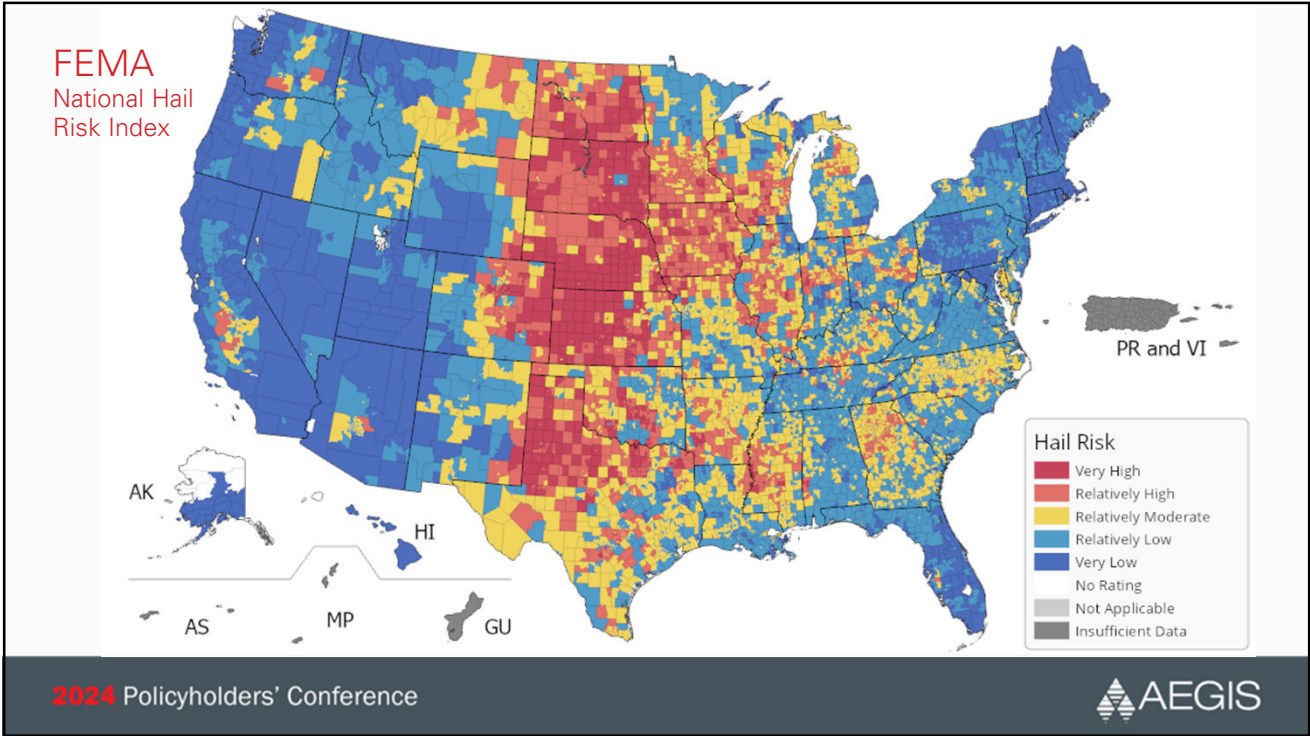 FEMA
National Hail
Risk Index
PR and VI
AK
HI
AS
MP
GU
Hail Risk
Very High
Relatively High
Relatively Moderate
Relatively Low
Very Low
No Rating
Not Applicable
Insufficient Data
2024 Policyholders' Conference
AEGIS